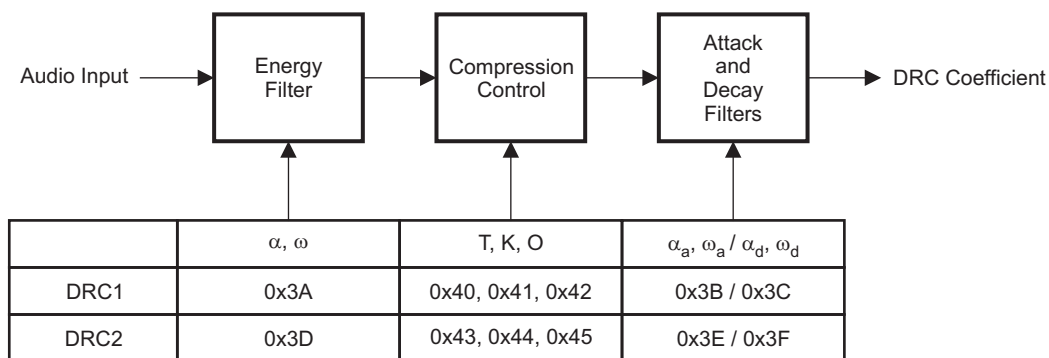 Audio Input
Energy
Filter
Compression
Control
Attack
and
Decay
Filters
DRC Coefficient
α, ω
T, K, O
αa, ωa / αd, ωd
DRC1
0x3A
0x40, 0x41, 0x42
0x3B / 0x3C
DRC2
0x3D
0x43, 0x44, 0x45
0x3E / 0x3F